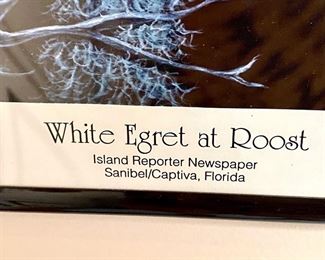 White Egret at Roost
Island Reporter Newspaper
Sanibel/Captiva, Florida